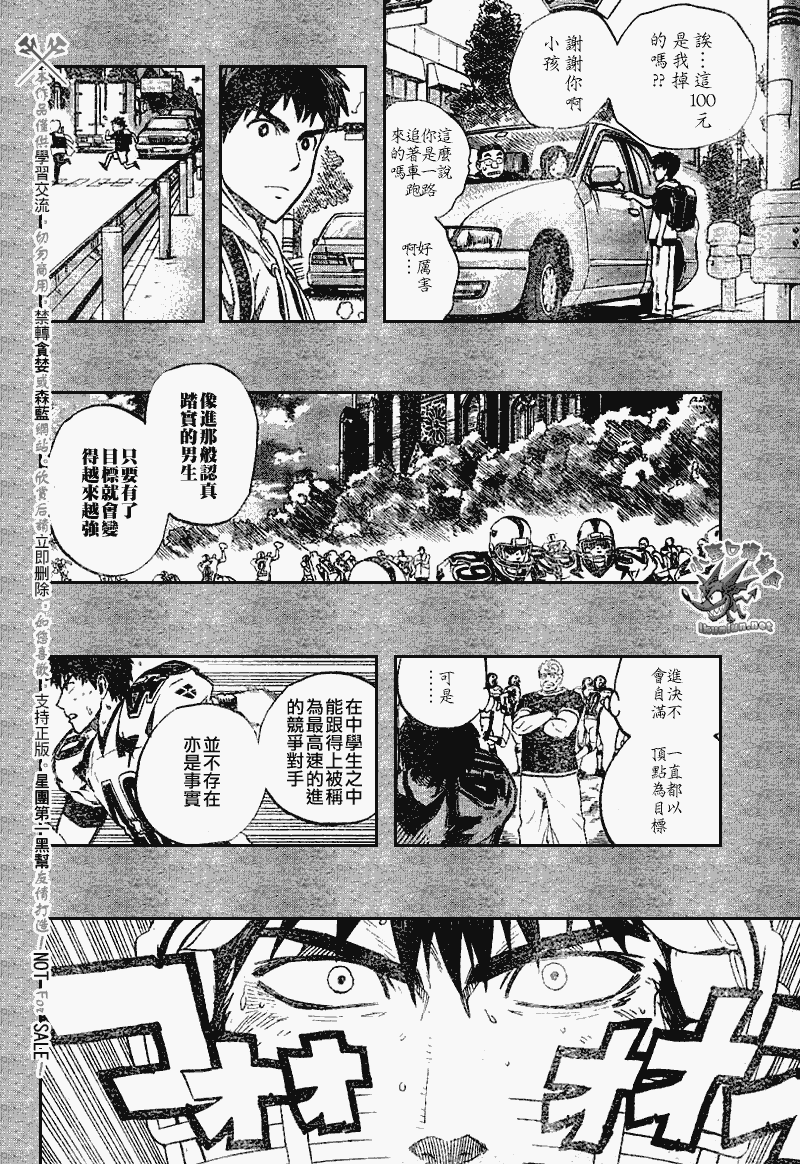 誒…這100元
是我掉
的嗎??
謝謝你啊
小孩
這麼說
你是一路
追著車跑
來的嗎
好厲害
啊…
像進那般認真
踏實的男生
只要有了
目標就會變
得越來越強
進決不
會自滿
一直都以
頂點為目標
可是
……
在中學生之中
能跟得上被稱
為最高速的進
的競爭對手
並不存在
亦是事實
ゴオオ
オオオ
本作品僅供學習交流，切勿商用，禁轉貪婪或森藍網站。欣賞后請立即刪除，如您喜歡，支持正版。星團第一黑幫友情打造—NOT For SALE—